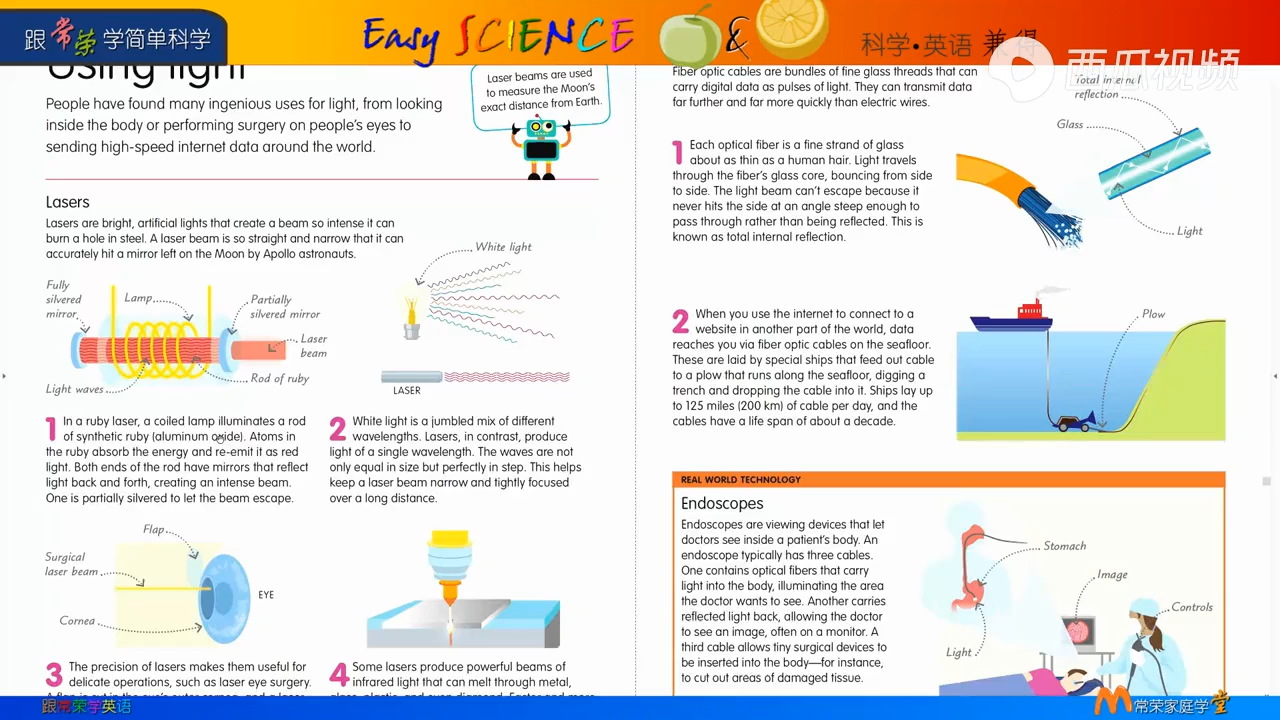 跟常荣学简单科学
Easy SCIENCE &
科学·英语 兼得
西瓜视频
Using light
People have found many ingenious uses for light, from looking
inside the body or performing surgery on people's eyes to
sending high-speed internet data around the world.
Laser beams are used
to measure the Moon's
exact distance from Earth.
Lasers
Lasers are bright, artificial lights that create a beam so intense it can
burn a hole in steel. A laser beam is so straight and narrow that it can
accurately hit a mirror left on the Moon by Apollo astronauts.
Fully
silvered
mirror
Lamp
Partially
silvered mirror
Laser
beam
Light waves
Rod of ruby
White light
LASER
1 In a ruby laser, a coiled lamp illuminates a rod
of synthetic ruby (aluminum oxide). Atoms in
the ruby absorb the energy and re-emit it as red
light. Both ends of the rod have mirrors that reflect
light back and forth, creating an intense beam.
One is partially silvered to let the beam escape.
2 White light is a jumbled mix of different
wavelengths. Lasers, in contrast, produce
light of a single wavelength. The waves are not
only equal in size but perfectly in step. This helps
keep a laser beam narrow and tightly focused
over a long distance.
Flap
Surgical
laser beam
Cornea
EYE
3 The precision of lasers makes them useful for
delicate operations, such as laser eye surgery.
4 Some lasers produce powerful beams of
infrared light that can melt through metal,
Fiber optic cables are bundles of fine glass threads that can
carry digital data as pulses of light. They can transmit data
far further and far more quickly than electric wires.
1 Each optical fiber is a fine strand of glass
about as thin as a human hair. Light travels
through the fiber's glass core, bouncing from side
to side. The light beam can't escape because it
never hits the side at an angle steep enough to
pass through rather than being reflected. This is
known as total internal reflection.
Total internal
reflection
Glass
Light
2 When you use the internet to connect to a
website in another part of the world, data
reaches you via fiber optic cables on the seafloor.
These are laid by special ships that feed out cable
to a plow that runs along the seafloor, digging a
trench and dropping the cable into it. Ships lay up
to 125 miles (200 km) of cable per day, and the
cables have a life span of about a decade.
Plow
REAL WORLD TECHNOLOGY
Endoscopes
Endoscopes are viewing devices that let
doctors see inside a patient's body. An
endoscope typically has three cables.
One contains optical fibers that carry
light into the body, illuminating the area
the doctor wants to see. Another carries
reflected light back, allowing the doctor
to see an image, often on a monitor. A
third cable allows tiny surgical devices to
be inserted into the body—for instance,
to cut out areas of damaged tissue.
Stomach
Image
Controls
Light
跟常荣学英语
常荣家庭学堂